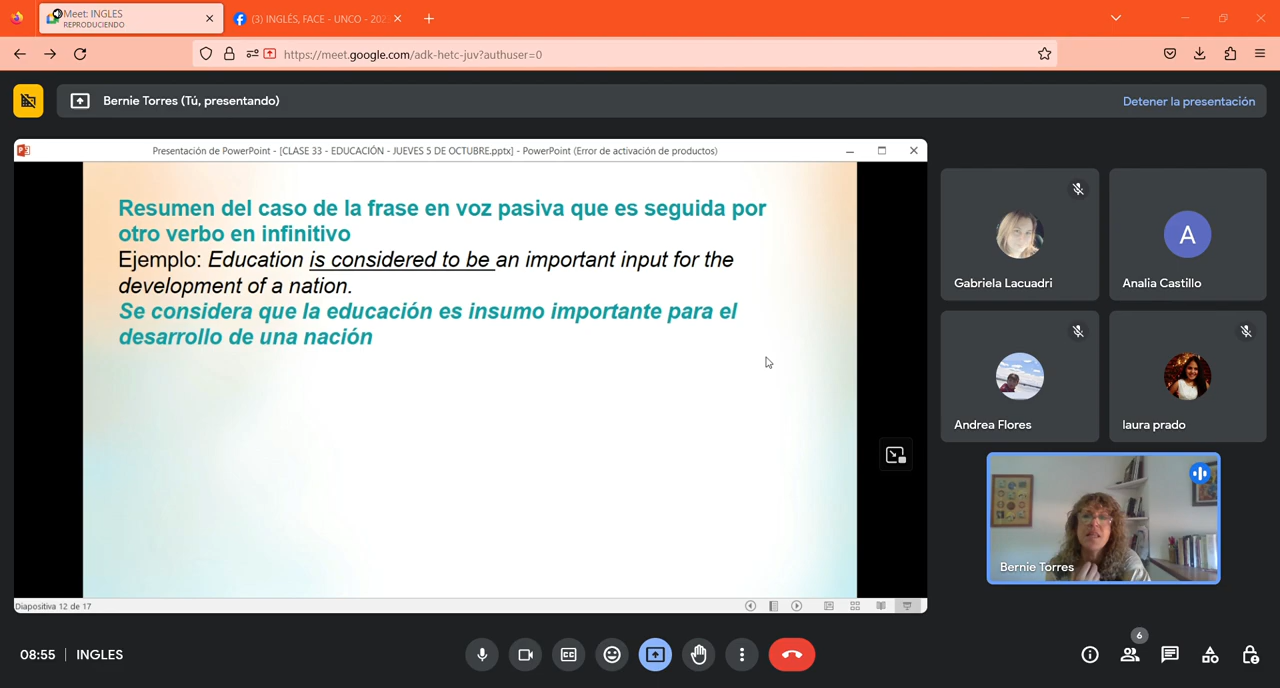 Meet: INGLES
REPRODUCIENDO
(3) INGLÉS, FACE - UNCO - 202
https://meet.google.com/adk-hetc-juv?authuser=0
Bernie Torres (Tú, presentando)
Detener la presentación
Presentación de PowerPoint - [CLASE 33 - EDUCACIÓN - JUEVES 5 DE OCTUBRE.pptx] - PowerPoint (Error de activación de productos)
Resumen del caso de la frase en voz pasiva que es seguida por
otro verbo en infinitivo
Ejemplo: Education is considered to be an important input for the
development of a nation.
Se considera que la educación es insumo importante para el
desarrollo de una nación
Diapositiva 12 de 17
Gabriela Lacuadri
A
Analia Castillo
Andrea Flores
laura prado
Bernie Torres
08:55
INGLES
6